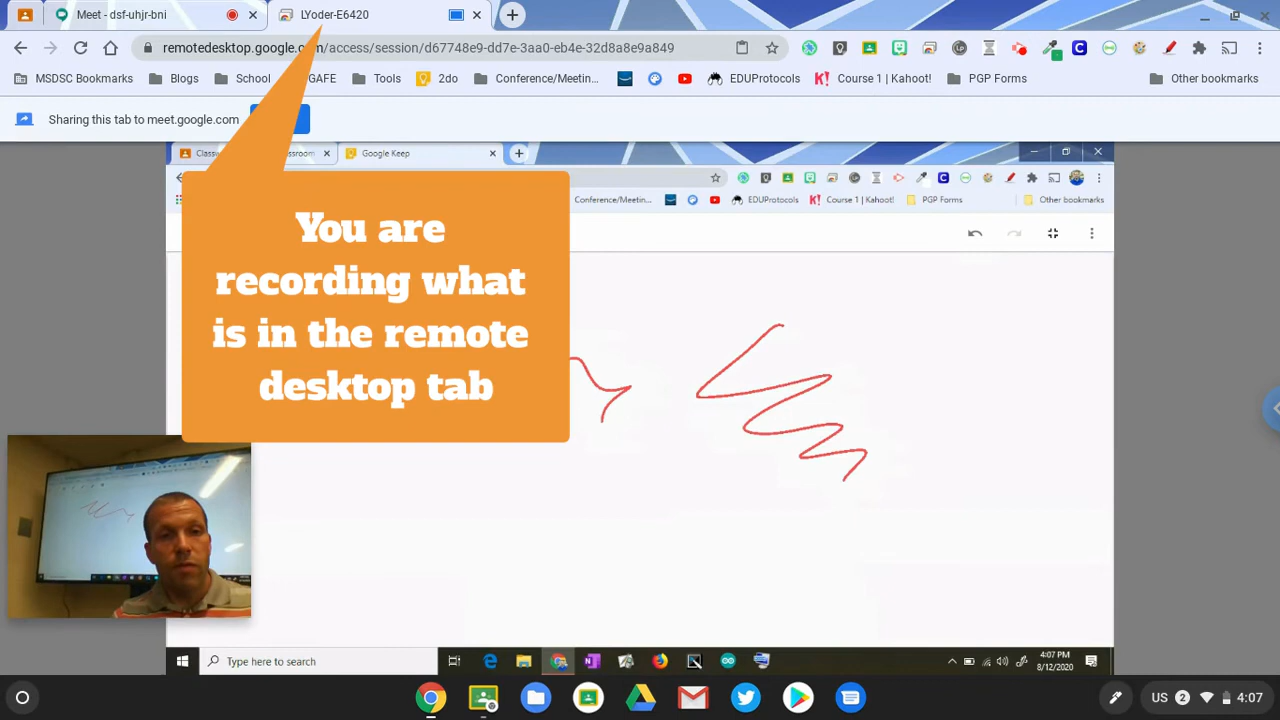 Meet - dsf-uhjr-bni
LYoder-E6420
remotedesktop.google.com/access/session/d67748e9-dd7e-3aa0-eb4e-32d8a8e9a849
MSDSC Bookmarks
Blogs
School
GAFE
Tools
2do
Conference/Meetin...
EDUProtocols
Course 1 | Kahoot!
PGP Forms
Other bookmarks
Sharing this tab to meet.google.com
Google Keep
Conference/Meetin...
EDUProtocols
Course 1 | Kahoot!
PGP Forms
Other bookmarks
You are
recording what
is in the remote
desktop tab
Type here to search
4:07 PM
8/12/2020
US
2
4:07